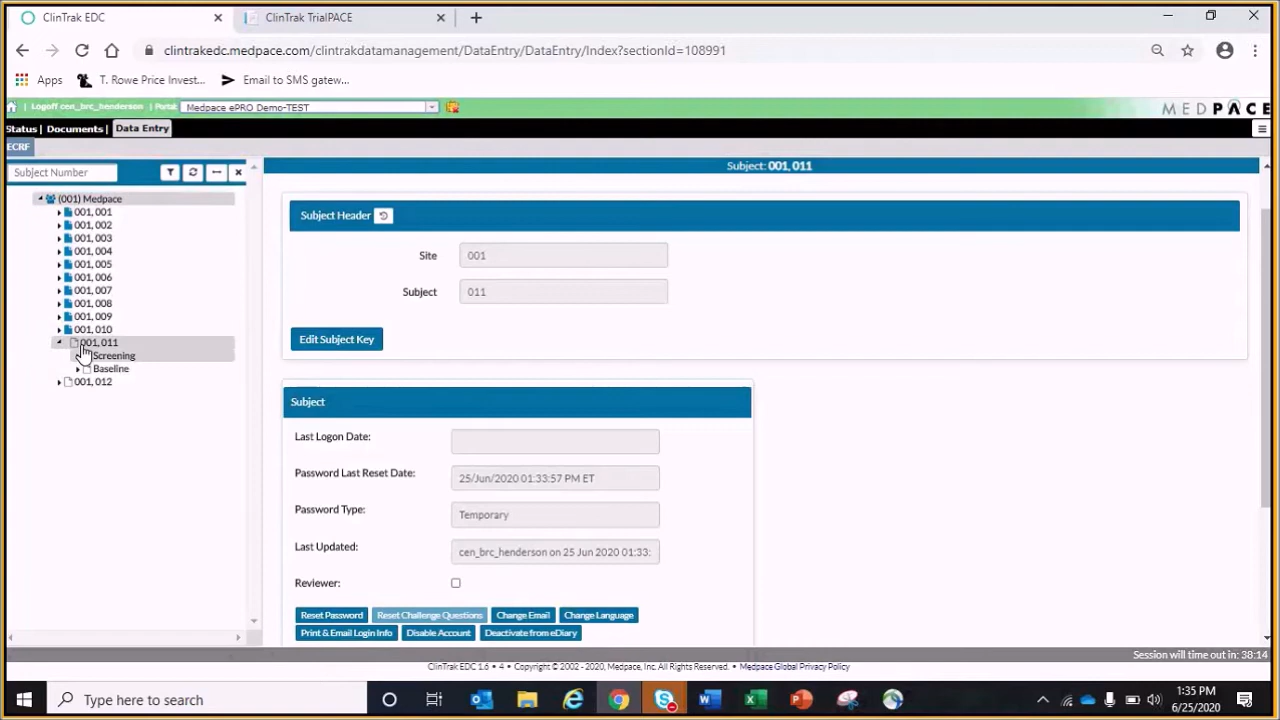 ClinTrak EDC
ClinTrak TrialPACE
clintrakedc.medpace.com/clintrakdatamanagement/DataEntry/DataEntry/Index?sectionId=108991
Apps T. Rowe Price Invest... Email to SMS gatew...
Logoff cen_brc_henderson Portal: Medpace ePRO Demo-TEST
MEDPACE
Status | Documents | Data Entry
ECRF
Subject Number
Subject: 001, 011
(001) Medpace
001, 001
001, 002
001, 003
001, 004
001, 005
001, 006
001, 007
001, 008
001, 009
001, 010
001, 011
Screening
Baseline
001, 012
Subject Header
Site 001
Subject 011
Edit Subject Key
Subject
Last Logon Date:
Password Last Reset Date: 25/Jun/2020 01:33:57 PM ET
Password Type: Temporary
Last Updated: cen_brc_henderson on 25 Jun 2020 01:33:
Reviewer:
Reset Password Reset Challenge Questions Change Email Change Language
Print & Email Login Info Disable Account Deactivate from eDiary
Session will time out in: 38:14
ClinTrak EDC 1.6 • 4 • Copyright © 2002 - 2020, Medpace, Inc. All Rights Reserved. • Medpace Global Privacy Policy
Type here to search
1:35 PM
6/25/2020